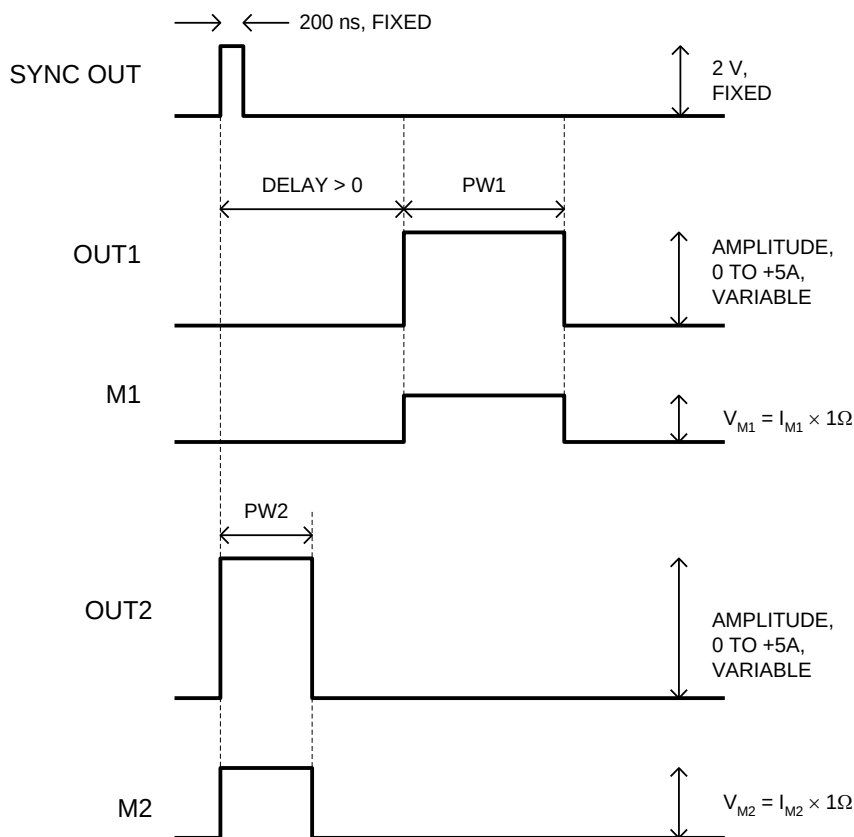 200 ns, FIXED
SYNC OUT
2 V,
FIXED
DELAY > 0
PW1
OUT1
AMPLITUDE,
0 TO +5A,
VARIABLE
M1
V_M1 = I_M1 × 1Ω
PW2
OUT2
AMPLITUDE,
0 TO +5A,
VARIABLE
M2
V_M2 = I_M2 × 1Ω